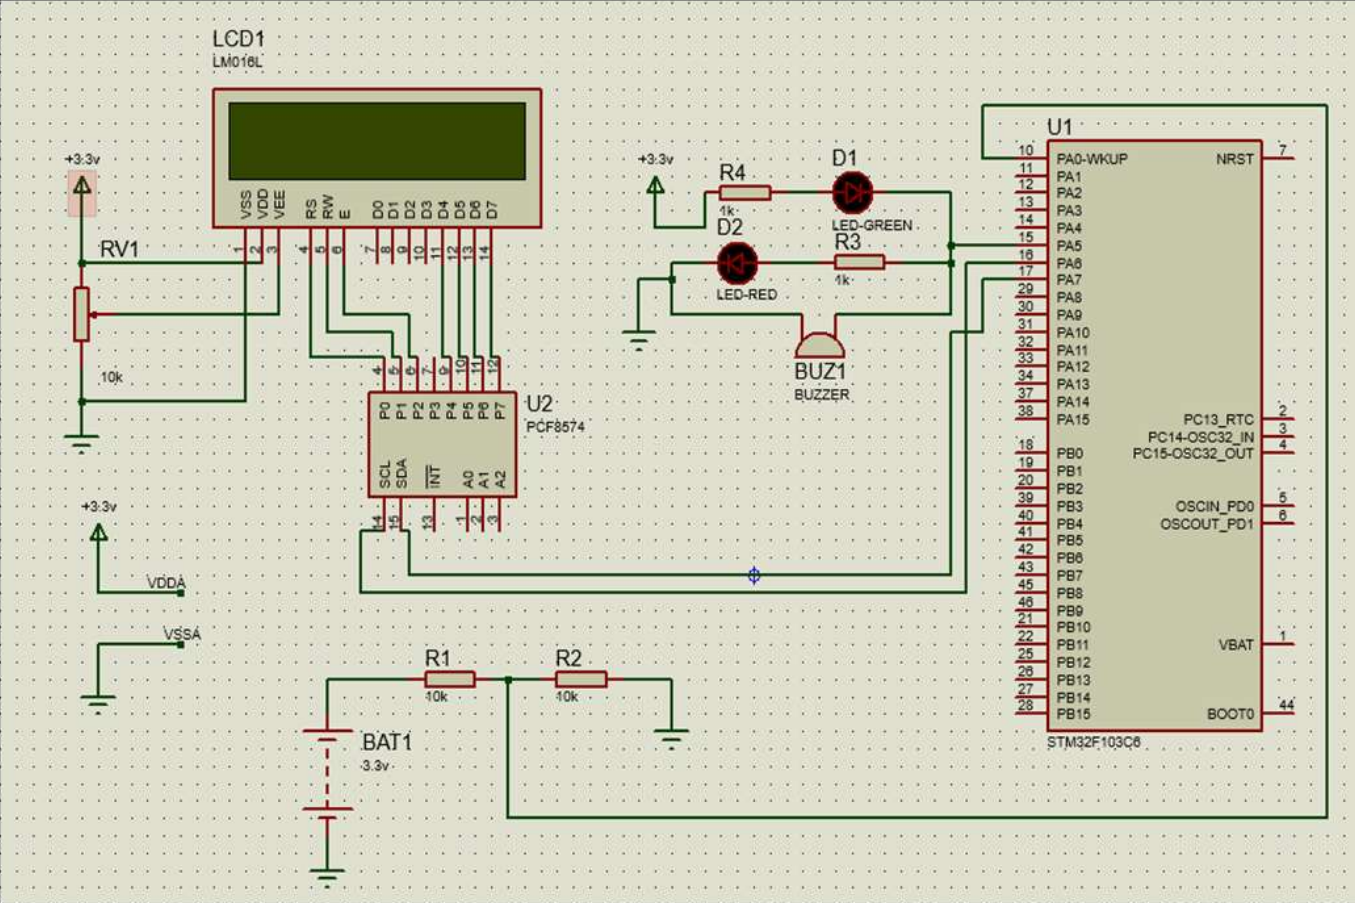 LCD1
LM016L
VSS
VDD
VEE
RS
RW
E
D0
D1
D2
D3
D4
D5
D6
D7
1
2
3
4
5
6
7
8
9
10
11
12
13
14
+3.3v
RV1
10k
4
5
6
7
9
10
11
12
P0
P1
P2
P3
P4
P5
P6
P7
U2
PCF8574
SCL
SDA
INT
A0
A1
A2
14
15
13
1
2
3
+3.3v
VDDA
VSSA
+3.3v
R4
1k
D1
LED-GREEN
D2
LED-RED
R3
1k
BUZ1
BUZZER
R1
10k
R2
10k
BAT1
3.3v
U1
10 PA0-WKUP NRST 7
11 PA1
12 PA2
13 PA3
14 PA4
15 PA5
16 PA6
17 PA7
29 PA8
30 PA9
31 PA10
32 PA11
33 PA12
34 PA13
37 PA14
38 PA15 PC13_RTC 2
PC14-OSC32_IN 3
18 PB0 PC15-OSC32_OUT 4
19 PB1
20 PB2
39 PB3 OSCIN_PD0 5
40 PB4 OSCOUT_PD1 6
41 PB5
42 PB6
43 PB7
45 PB8
46 PB9
21 PB10
22 PB11 VBAT 1
25 PB12
26 PB13
27 PB14
28 PB15 BOOT0 44
STM32F103C6